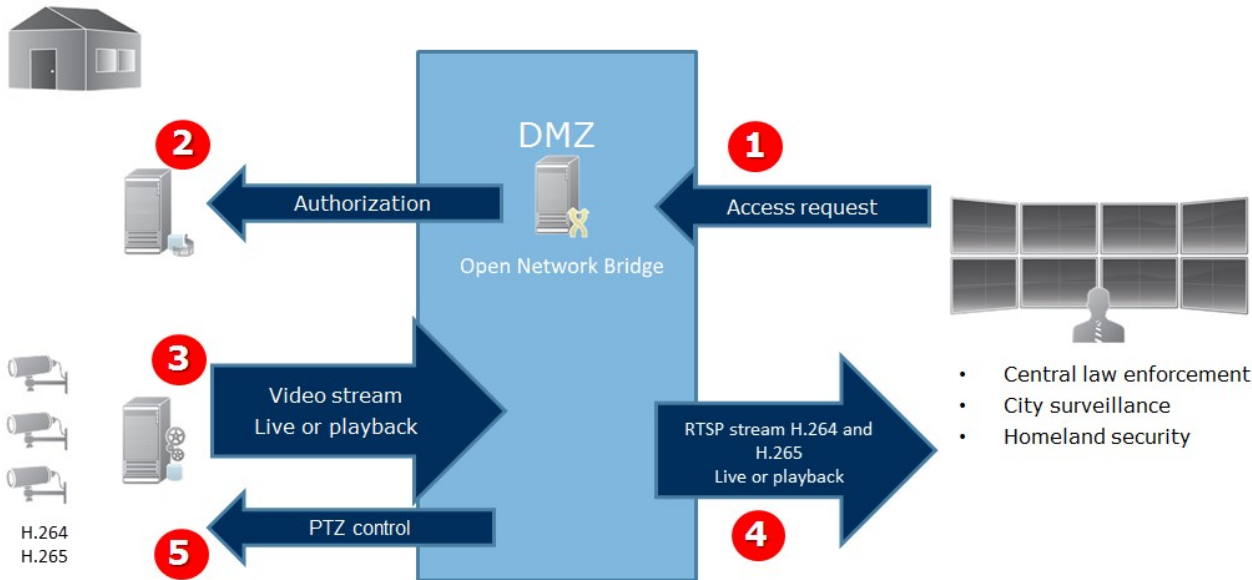 DMZ
Open Network Bridge
1
Access request
2
Authorization
3
Video stream
Live or playback
4
RTSP stream H.264 and
H.265
Live or playback
5
PTZ control
H.264
H.265
• Central law enforcement
• City surveillance
• Homeland security